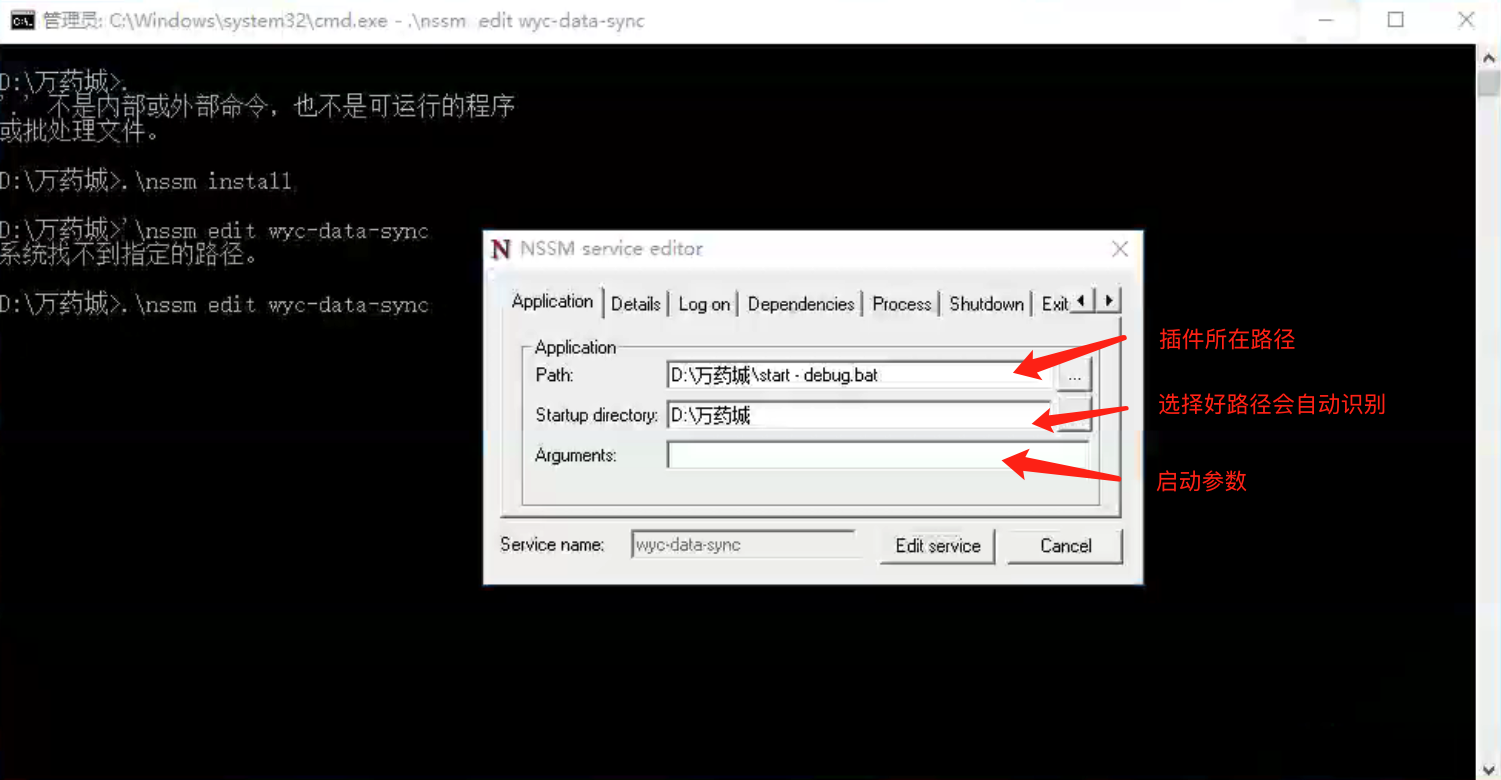 管理员: C:\Windows\system32\cmd.exe - .\nssm  edit wyc-data-sync
D:\万药城>.
'.' 不是内部或外部命令，也不是可运行的程序
或批处理文件。
D:\万药城>.\nssm install
D:\万药城>'\nssm edit wyc-data-sync
系统找不到指定的路径。
D:\万药城>.\nssm edit wyc-data-sync
NSSM service editor
Application Details Log on Dependencies Process Shutdown Exit
Application
Path: D:\万药城\start - debug.bat ...
插件所在路径
Startup directory: D:\万药城
选择好路径会自动识别
Arguments:
启动参数
Service name: wyc-data-sync Edit service Cancel